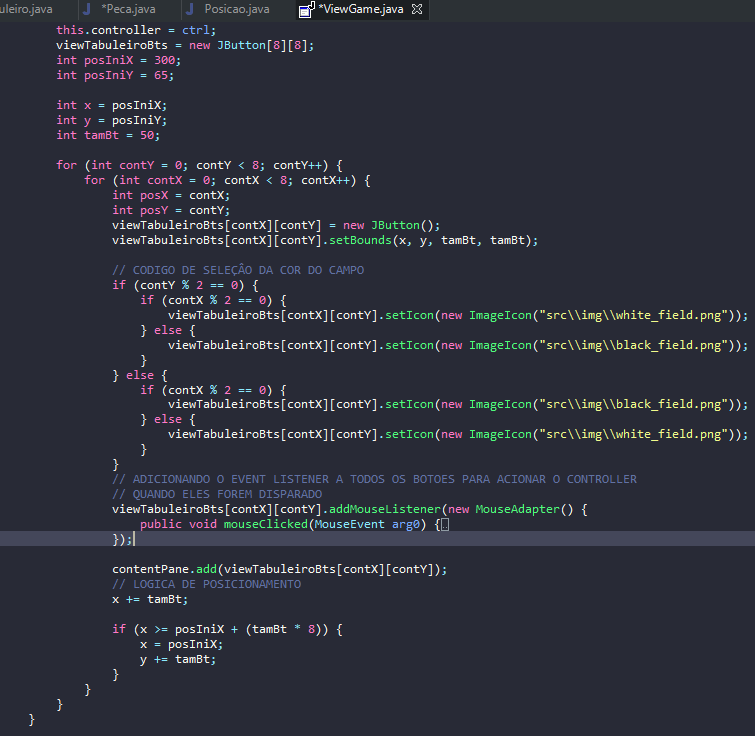 uleiro.java *Peca.java Posicao.java *ViewGame.java
this.controller = ctrl;
viewTabuleiroBts = new JButton[8][8];
int posIniX = 300;
int posIniY = 65;
int x = posIniX;
int y = posIniY;
int tamBt = 50;
for (int contY = 0; contY < 8; contY++) {
for (int contX = 0; contX < 8; contX++) {
int posX = contX;
int posY = contY;
viewTabuleiroBts[contX][contY] = new JButton();
viewTabuleiroBts[contX][contY].setBounds(x, y, tamBt, tamBt);
// CODIGO DE SELEÇÃO DA COR DO CAMPO
if (contY % 2 == 0) {
if (contX % 2 == 0) {
viewTabuleiroBts[contX][contY].setIcon(new ImageIcon("src\\img\\white_field.png"));
} else {
viewTabuleiroBts[contX][contY].setIcon(new ImageIcon("src\\img\\black_field.png"));
}
} else {
if (contX % 2 == 0) {
viewTabuleiroBts[contX][contY].setIcon(new ImageIcon("src\\img\\black_field.png"));
} else {
viewTabuleiroBts[contX][contY].setIcon(new ImageIcon("src\\img\\white_field.png"));
}
}
// ADICIONANDO O EVENT LISTENER A TODOS OS BOTOES PARA ACIONAR O CONTROLLER
// QUANDO ELES FOREM DISPARADO
viewTabuleiroBts[contX][contY].addMouseListener(new MouseAdapter() {
public void mouseClicked(MouseEvent arg0) {
});
contentPane.add(viewTabuleiroBts[contX][contY]);
// LOGICA DE POSICIONAMENTO
x += tamBt;
if (x >= posIniX + (tamBt * 8)) {
x = posIniX;
y += tamBt;
}
}
}
}